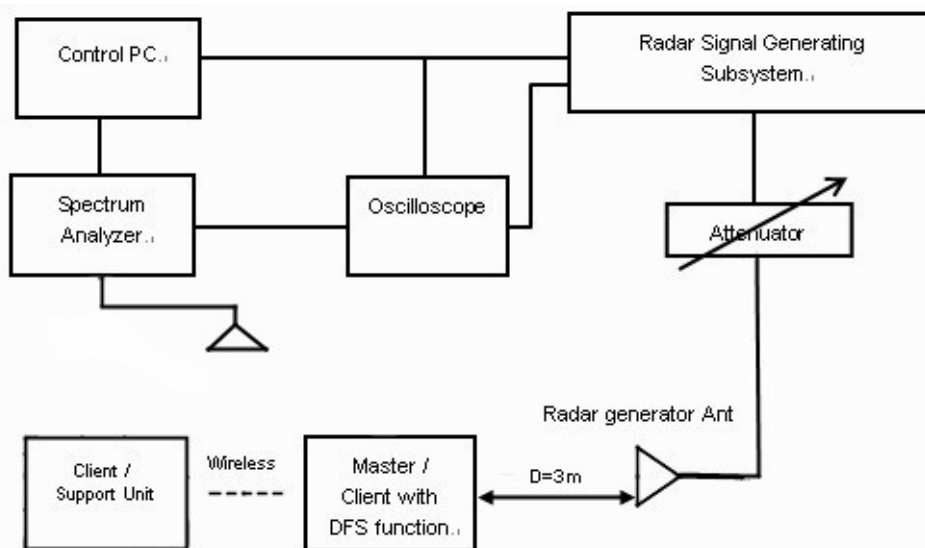 Control PC.
Radar Signal Generating
Subsystem.
Spectrum
Analyzer.
Oscilloscope
Attenuator
Radar generator Ant
Client /
Support Unit
Wireless
Master /
Client with
DFS function.
D=3m